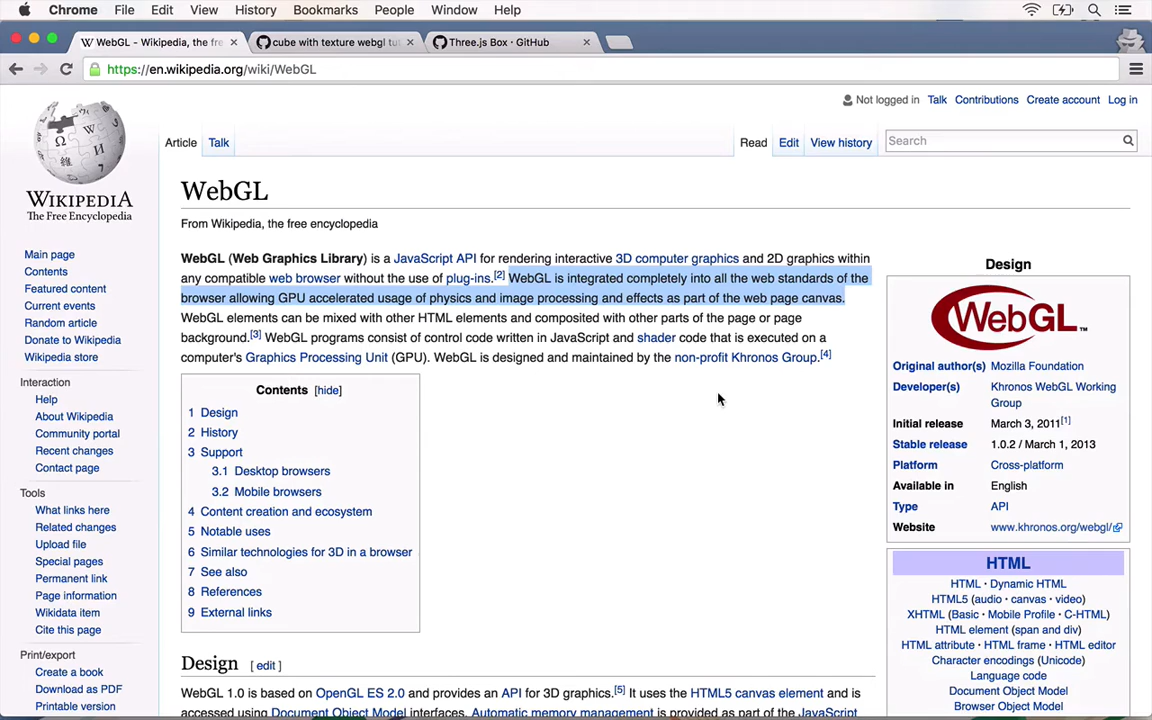 Chrome File Edit View History Bookmarks People Window Help
WebGL - Wikipedia, the fre cube with texture webgl tut Three.js Box · GitHub
https://en.wikipedia.org/wiki/WebGL
Not logged in Talk Contributions Create account Log in
Article Talk Read Edit View history Search
WIKIPEDIA
The Free Encyclopedia
Main page
Contents
Featured content
Current events
Random article
Donate to Wikipedia
Wikipedia store
Interaction
Help
About Wikipedia
Community portal
Recent changes
Contact page
Tools
What links here
Related changes
Upload file
Special pages
Permanent link
Page information
Wikidata item
Cite this page
Print/export
Create a book
Download as PDF
Printable version
WebGL
From Wikipedia, the free encyclopedia
WebGL (Web Graphics Library) is a JavaScript API for rendering interactive 3D computer graphics and 2D graphics within
any compatible web browser without the use of plug-ins.[2] WebGL is integrated completely into all the web standards of the
browser allowing GPU accelerated usage of physics and image processing and effects as part of the web page canvas.
WebGL elements can be mixed with other HTML elements and composited with other parts of the page or page
background.[3] WebGL programs consist of control code written in JavaScript and shader code that is executed on a
computer's Graphics Processing Unit (GPU). WebGL is designed and maintained by the non-profit Khronos Group.[4]
Contents [hide]
1 Design
2 History
3 Support
3.1 Desktop browsers
3.2 Mobile browsers
4 Content creation and ecosystem
5 Notable uses
6 Similar technologies for 3D in a browser
7 See also
8 References
9 External links
Design [ edit ]
WebGL 1.0 is based on OpenGL ES 2.0 and provides an API for 3D graphics.[5] It uses the HTML5 canvas element and is
accessed using Document Object Model interfaces. Automatic memory management is provided as part of the JavaScript
Design
WebGL™
Original author(s) Mozilla Foundation
Developer(s) Khronos WebGL Working
Group
Initial release March 3, 2011[1]
Stable release 1.0.2 / March 1, 2013
Platform Cross-platform
Available in English
Type API
Website www.khronos.org/webgl/
HTML
HTML · Dynamic HTML
HTML5 (audio · canvas · video)
XHTML (Basic · Mobile Profile · C-HTML)
HTML element (span and div)
HTML attribute · HTML frame · HTML editor
Character encodings (Unicode)
Language code
Document Object Model
Browser Object Model